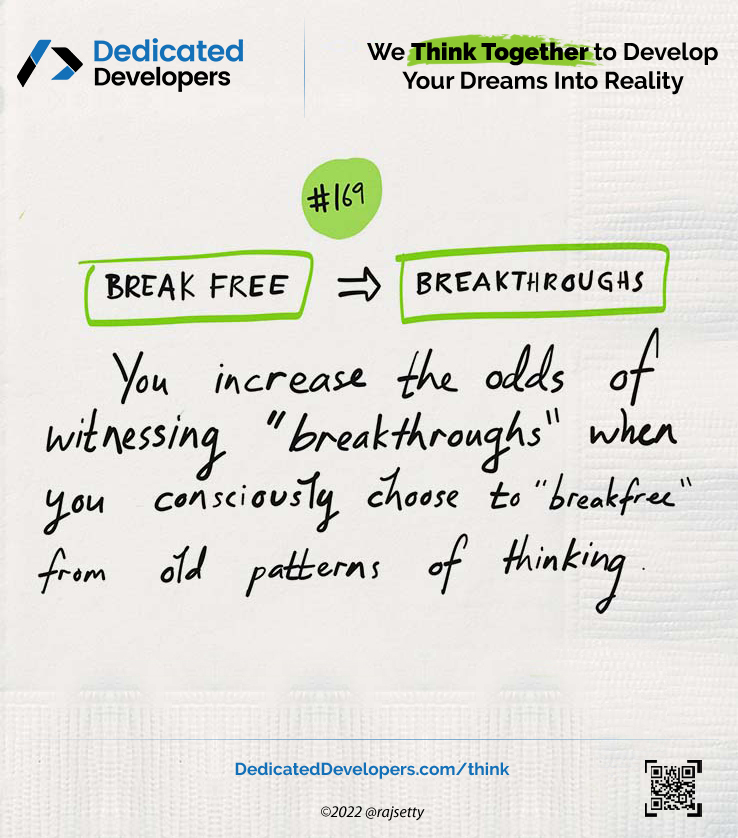 Dedicated
Developers
We Think Together to Develop
Your Dreams Into Reality
#169
BREAK FREE ⇒ BREAKTHROUGHS
You increase the odds of
witnessing "breakthroughs" when
you consciously choose to "breakfree"
from old patterns of thinking.
DedicatedDevelopers.com/think
©2022 @rajsetty